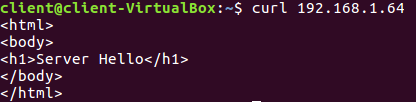 client@client-VirtualBox:~$ curl 192.168.1.64
<html>
<body>
<h1>Server Hello</h1>
</body>
</html>